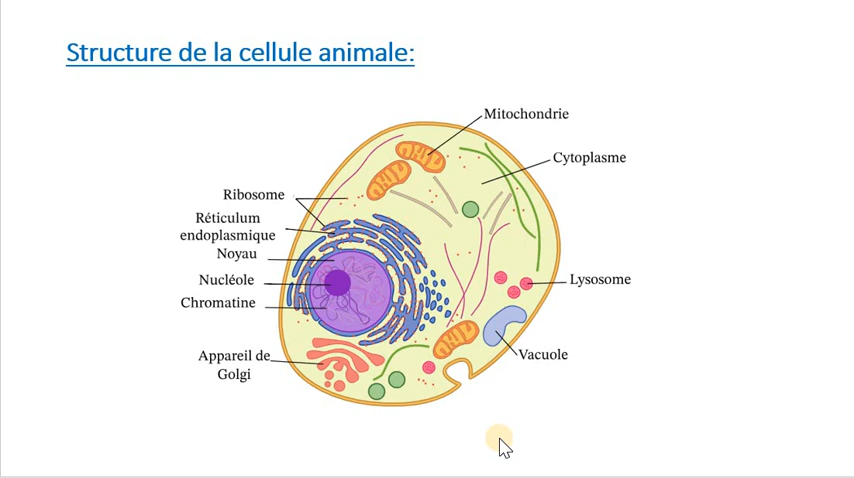 Structure de la cellule animale:
Mitochondrie
Cytoplasme
Ribosome
Réticulum
endoplasmique
Noyau
Nucléole
Lysosome
Chromatine
Appareil de
Golgi
Vacuole